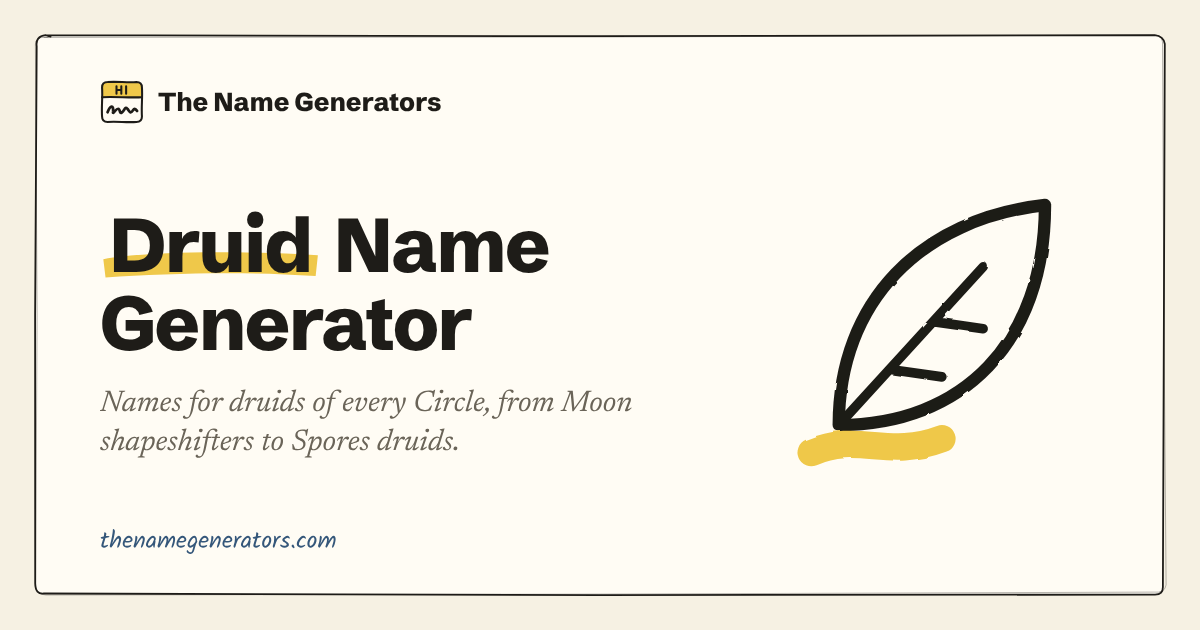 HI
The Name Generators
Druid Name
Generator
Names for druids of every Circle, from Moon
shapeshifters to Spores druids.
thenamegenerators.com